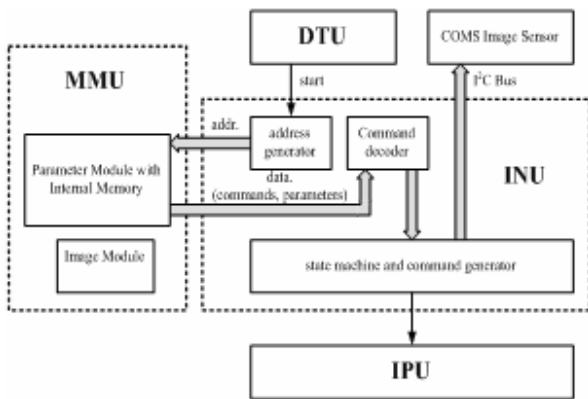 DTU
COMS Image Sensor
MMU
start
I²C Bus
addr.
address
generator
Command
decoder
Parameter Module with
Internal Memory
data.
(commands, parameters)
INU
Image Module
state machine and command generator
IPU